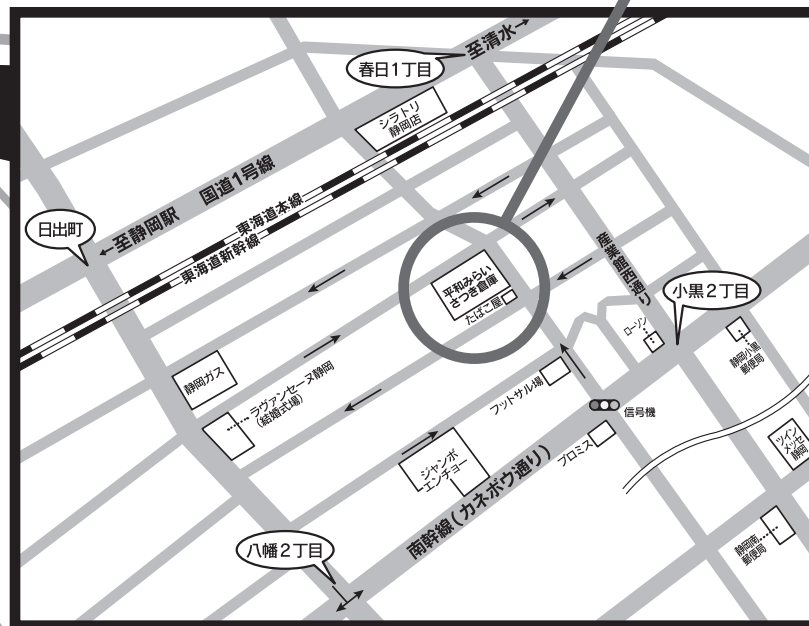 至清水→
春日1丁目
シラトリ
静岡店
国道1号線
←至静岡駅
東海道本線
東海道新幹線
日出町
平和みらい
さつき倉庫
たばこ屋
産業館西通り
小黒2丁目
ローソン
静岡小黒
郵便局
静岡ガス
ラヴァンセーヌ静岡
(結婚式場)
フットサル場
信号機
プロミス
ジャンボ
エンチョー
ツイン
メッセ
静岡
南幹線(カネボウ通り)
静岡南
郵便局
八幡2丁目